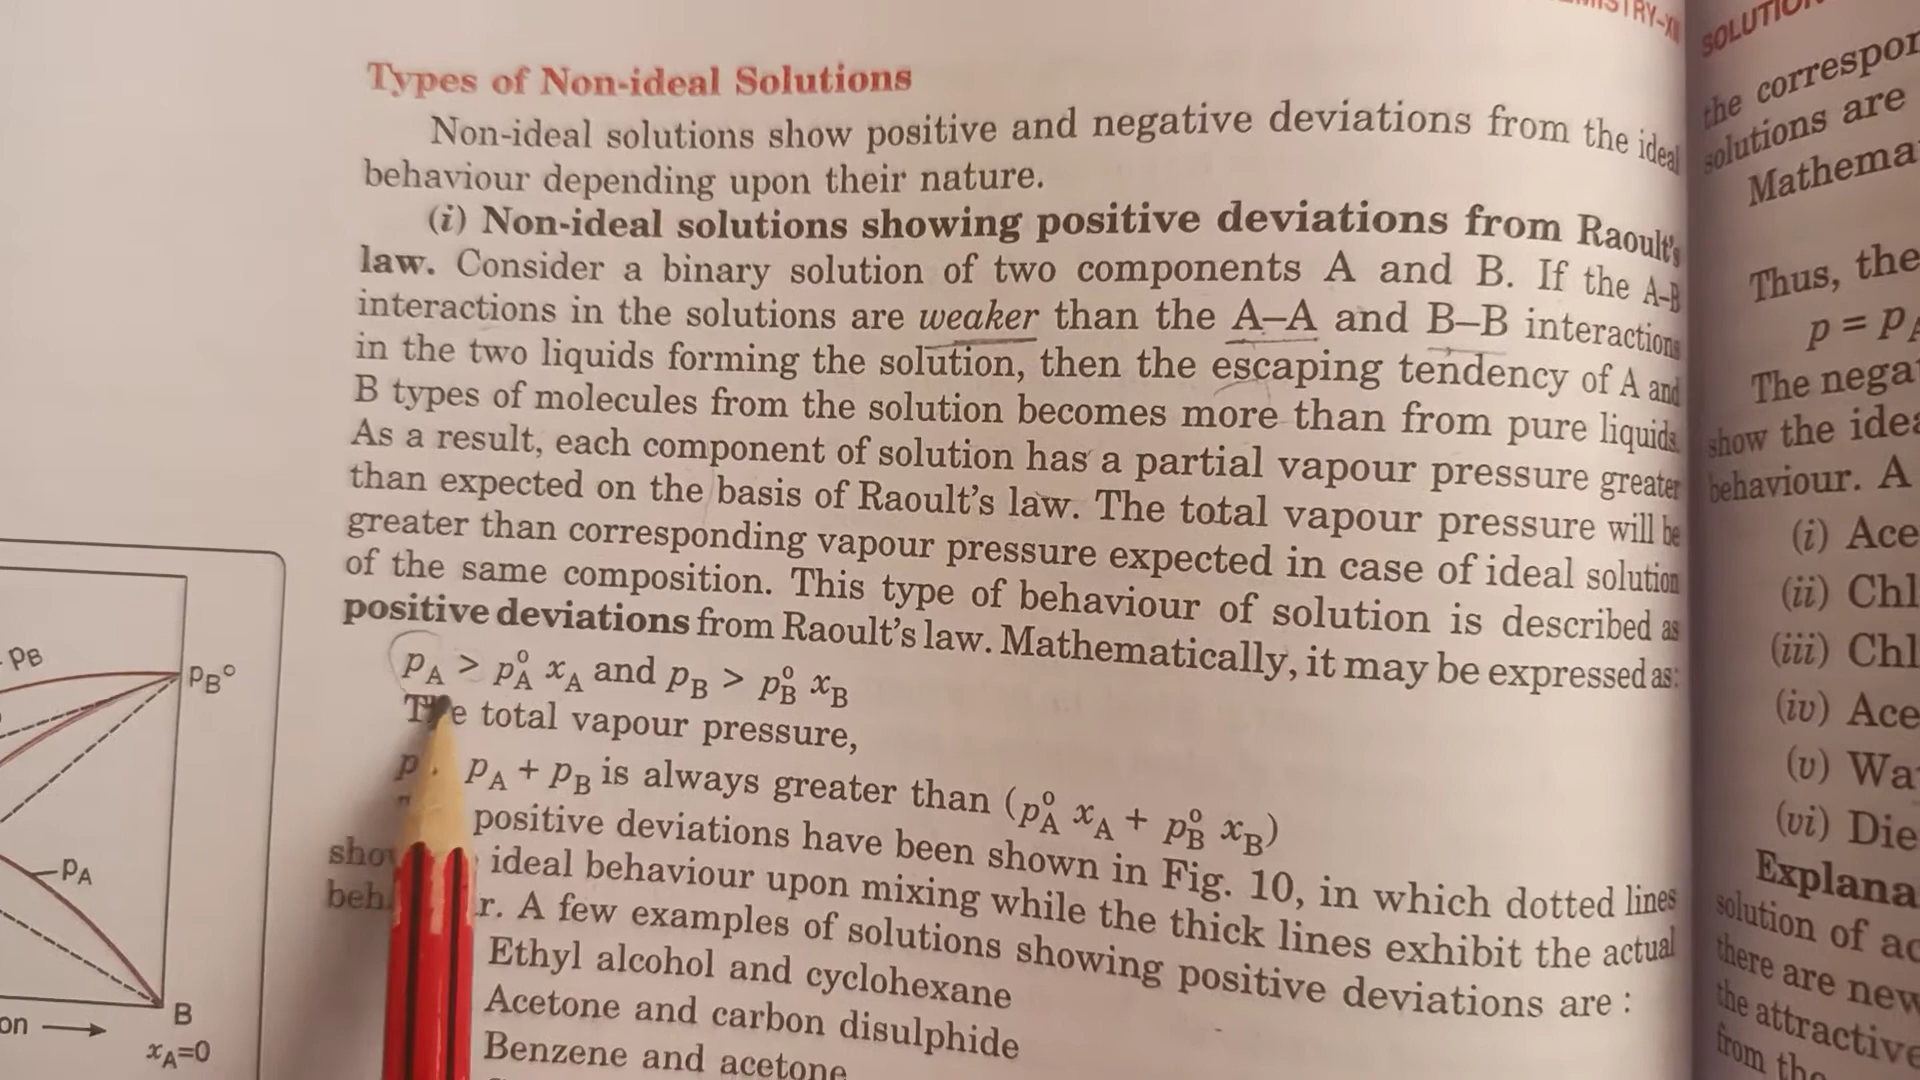 MISTRY-XII
Types of Non-ideal Solutions
Non-ideal solutions show positive and negative deviations from the ideal
behaviour depending upon their nature.
(i) Non-ideal solutions showing positive deviations from Raoult's
law. Consider a binary solution of two components A and B. If the A–B
interactions in the solutions are weaker than the A–A and B–B interactions
in the two liquids forming the solution, then the escaping tendency of A and
B types of molecules from the solution becomes more than from pure liquids.
As a result, each component of solution has a partial vapour pressure greater
than expected on the basis of Raoult's law. The total vapour pressure will be
greater than corresponding vapour pressure expected in case of ideal solution
of the same composition. This type of behaviour of solution is described as
positive deviations from Raoult's law. Mathematically, it may be expressed as:
pA > p°A xA and pB > p°B xB
The total vapour pressure,
p pA + pB is always greater than (p°A xA + p°B xB)
positive deviations have been shown in Fig. 10, in which dotted lines
sho ideal behaviour upon mixing while the thick lines exhibit the actual
beh r. A few examples of solutions showing positive deviations are :
Ethyl alcohol and cyclohexane
Acetone and carbon disulphide
Benzene and acetone
pB
pB°
pA
B
on
xA=0
SOLUTION
the correspon
solutions are
Mathema
Thus, the
p = pA
The nega
show the idea
behaviour. A
(i) Ace
(ii) Chl
(iii) Chl
(iv) Ace
(v) Wa
(vi) Die
Explana
solution of ac
there are new
the attractive
from the